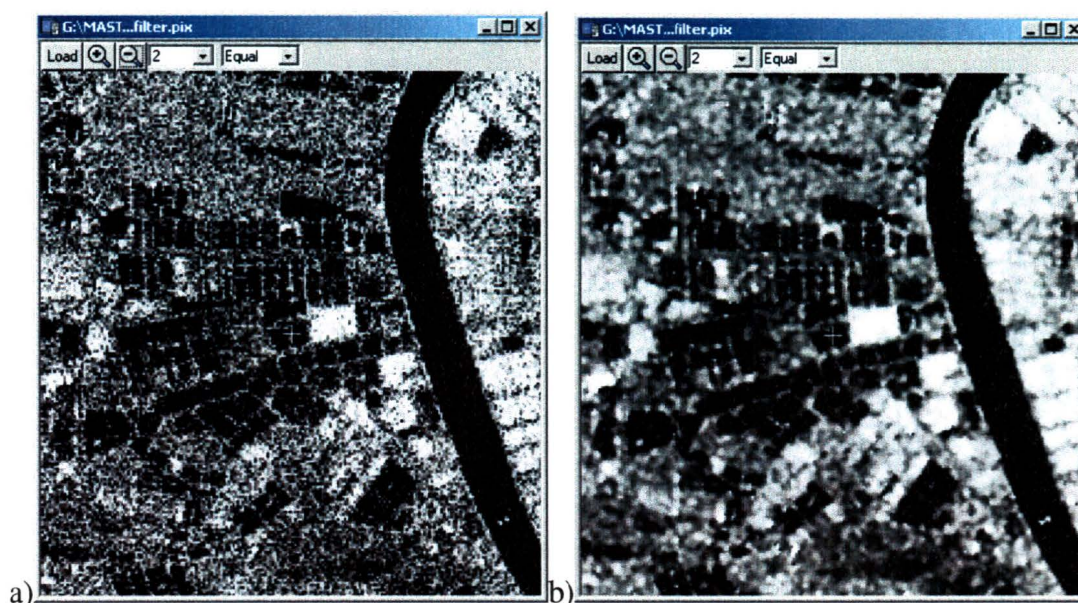 G:\MAST...filter.pix
Load 2 Equal
a)
G:\MAST...filter.pix
Load 2 Equal
b)